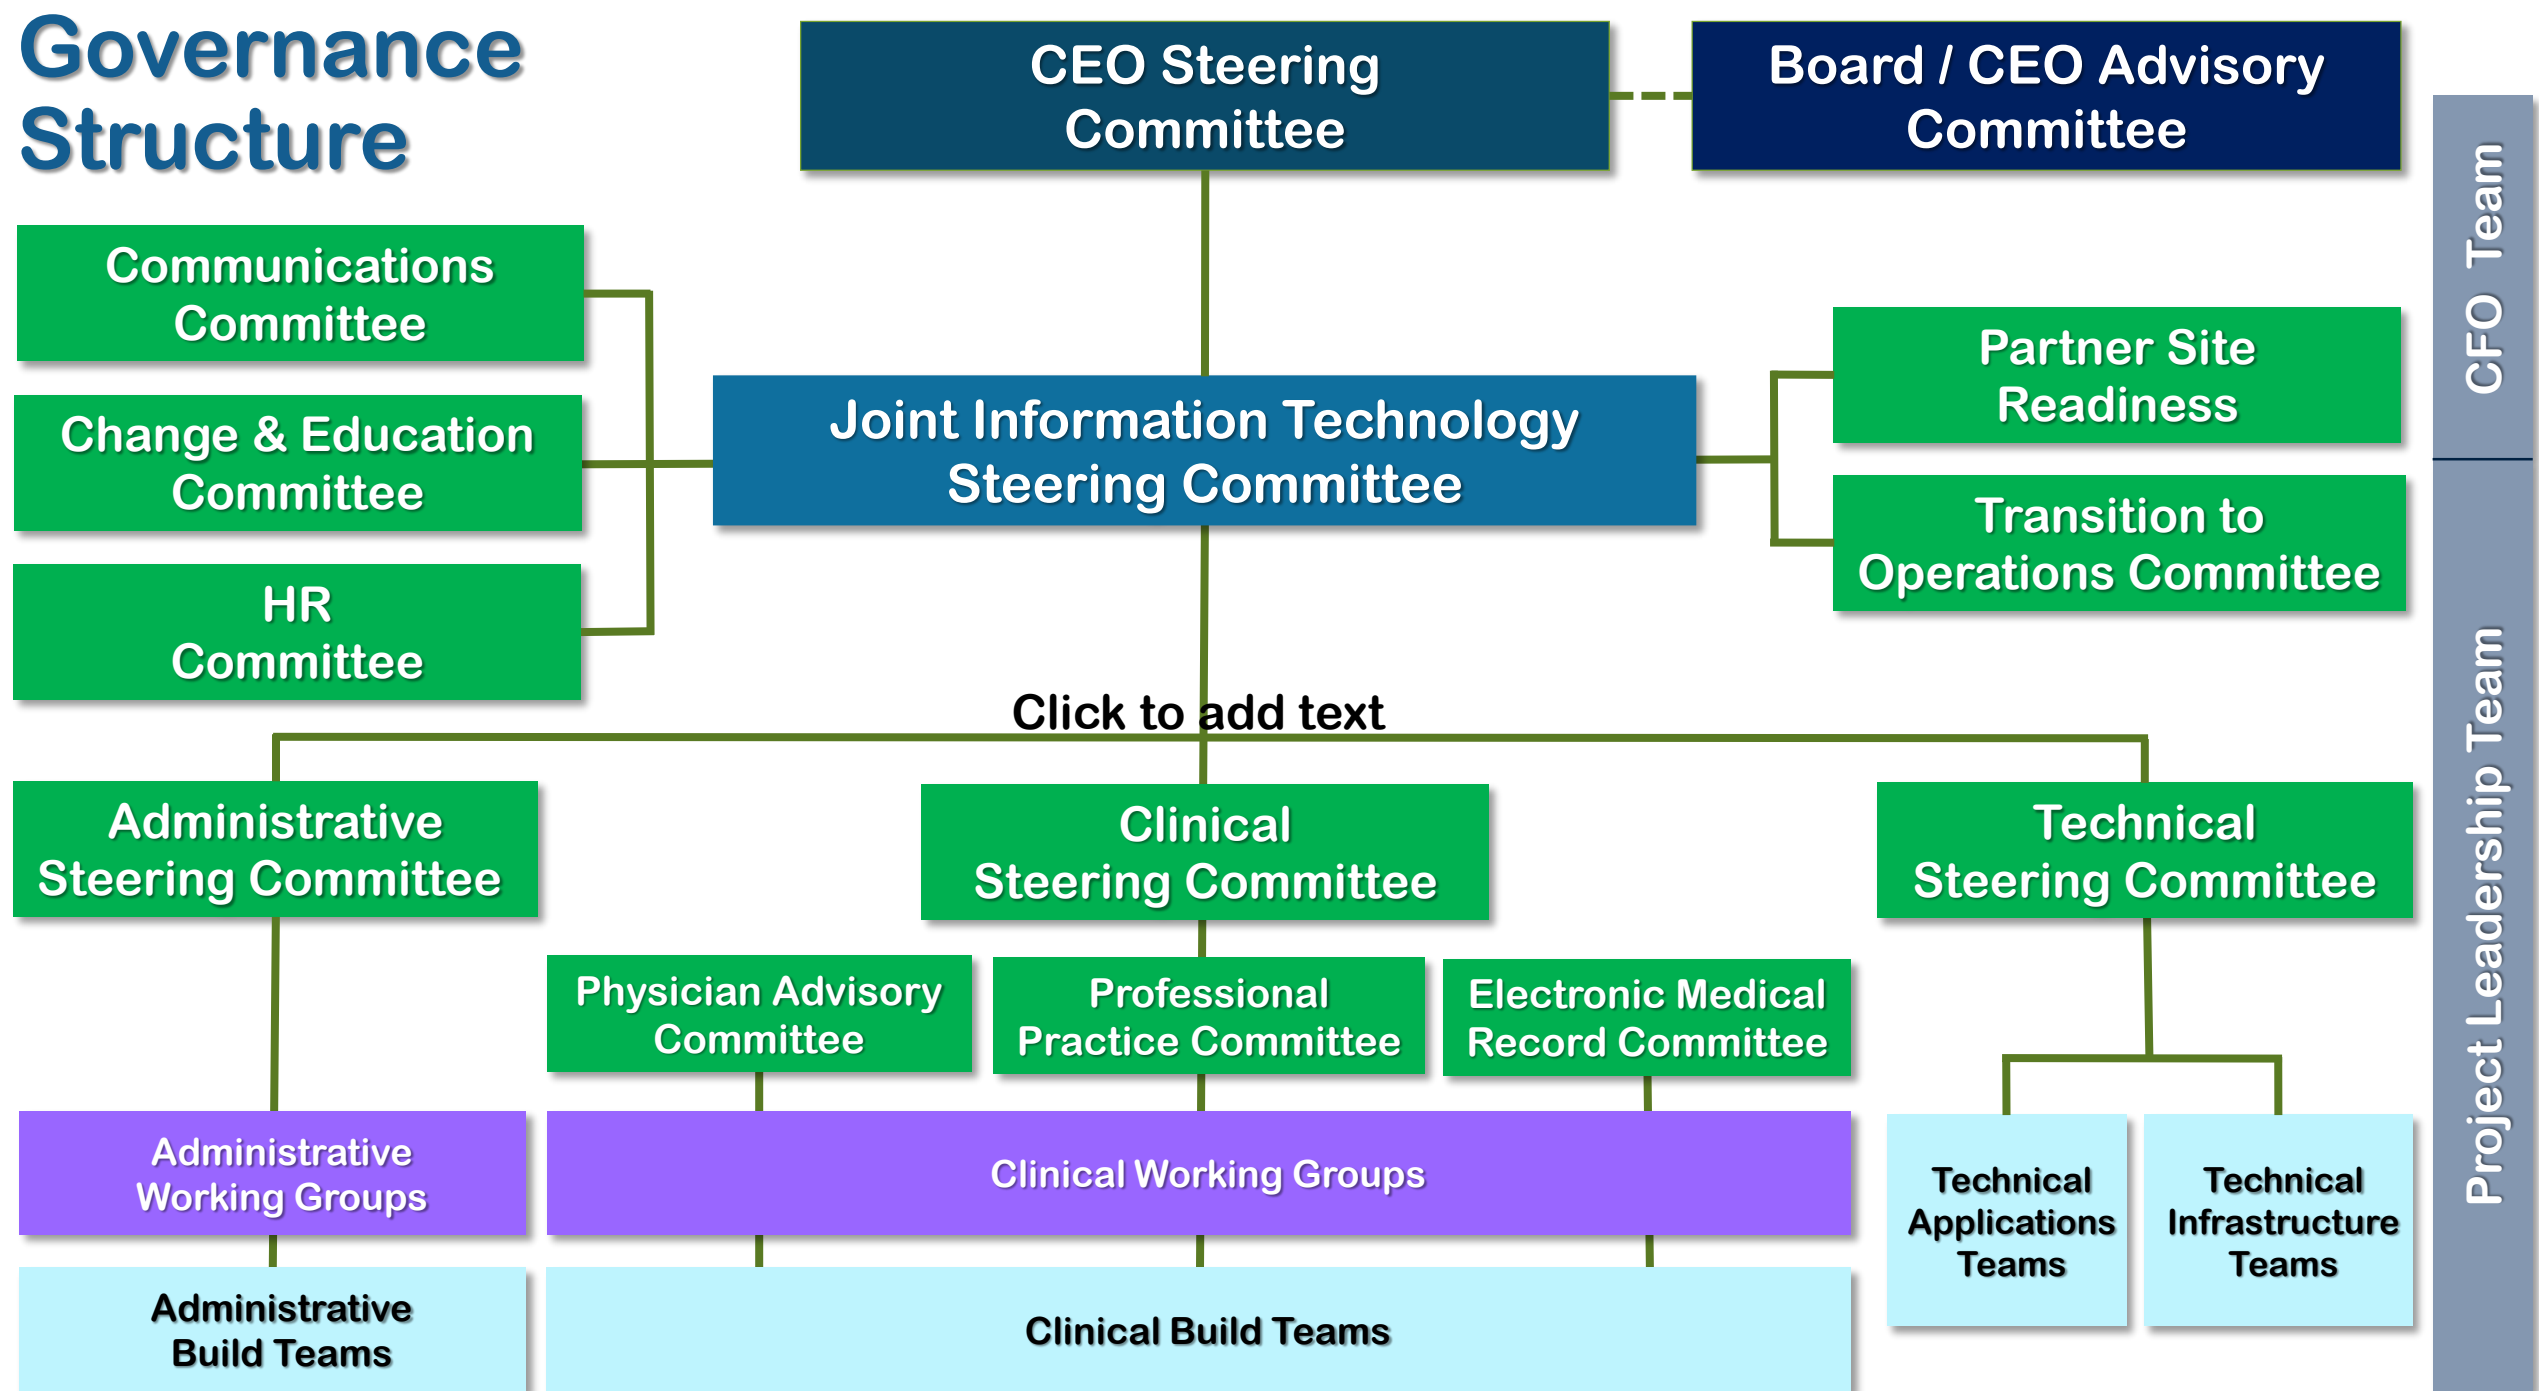 Governance
Structure
CEO Steering
Committee
Board / CEO Advisory
Committee
CFO Team
Communications
Committee
Change & Education
Committee
HR
Committee
Joint Information Technology
Steering Committee
Partner Site
Readiness
Transition to
Operations Committee
Project Leadership Team
Click to add text
Administrative
Steering Committee
Clinical
Steering Committee
Technical
Steering Committee
Physician Advisory
Committee
Professional
Practice Committee
Electronic Medical
Record Committee
Administrative
Working Groups
Clinical Working Groups
Technical
Applications
Teams
Technical
Infrastructure
Teams
Administrative
Build Teams
Clinical Build Teams